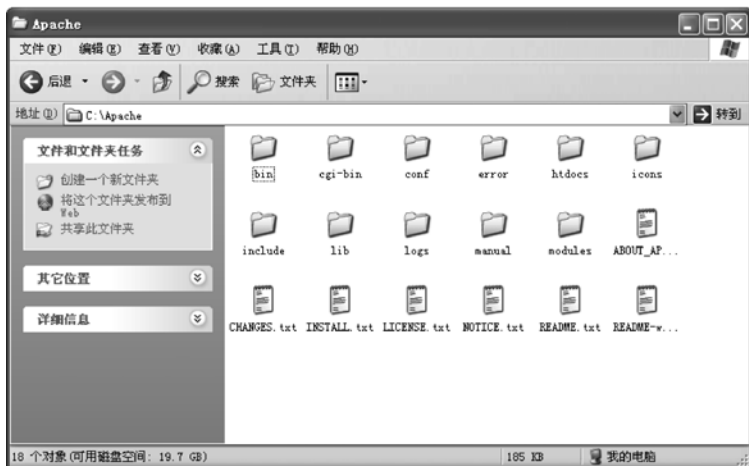 Apache
文件(F) 编辑(E) 查看(V) 收藏(A) 工具(T) 帮助(H)
后退 搜索 文件夹
地址(D) C:\Apache 转到
文件和文件夹任务
创建一个新文件夹
将这个文件夹发布到
Web
共享此文件夹
其它位置
详细信息
bin cgi-bin conf error htdocs icons
include lib logs manual modules ABOUT_AP...
CHANGES.txt INSTALL.txt LICENSE.txt NOTICE.txt README.txt README-w...
18 个对象(可用磁盘空间: 19.7 GB) 185 KB 我的电脑